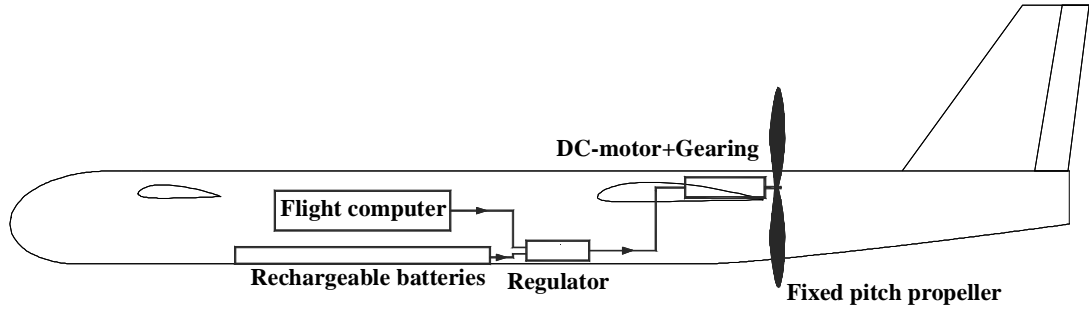 DC-motor+Gearing
Flight computer
Rechargeable batteries
Regulator
Fixed pitch propeller